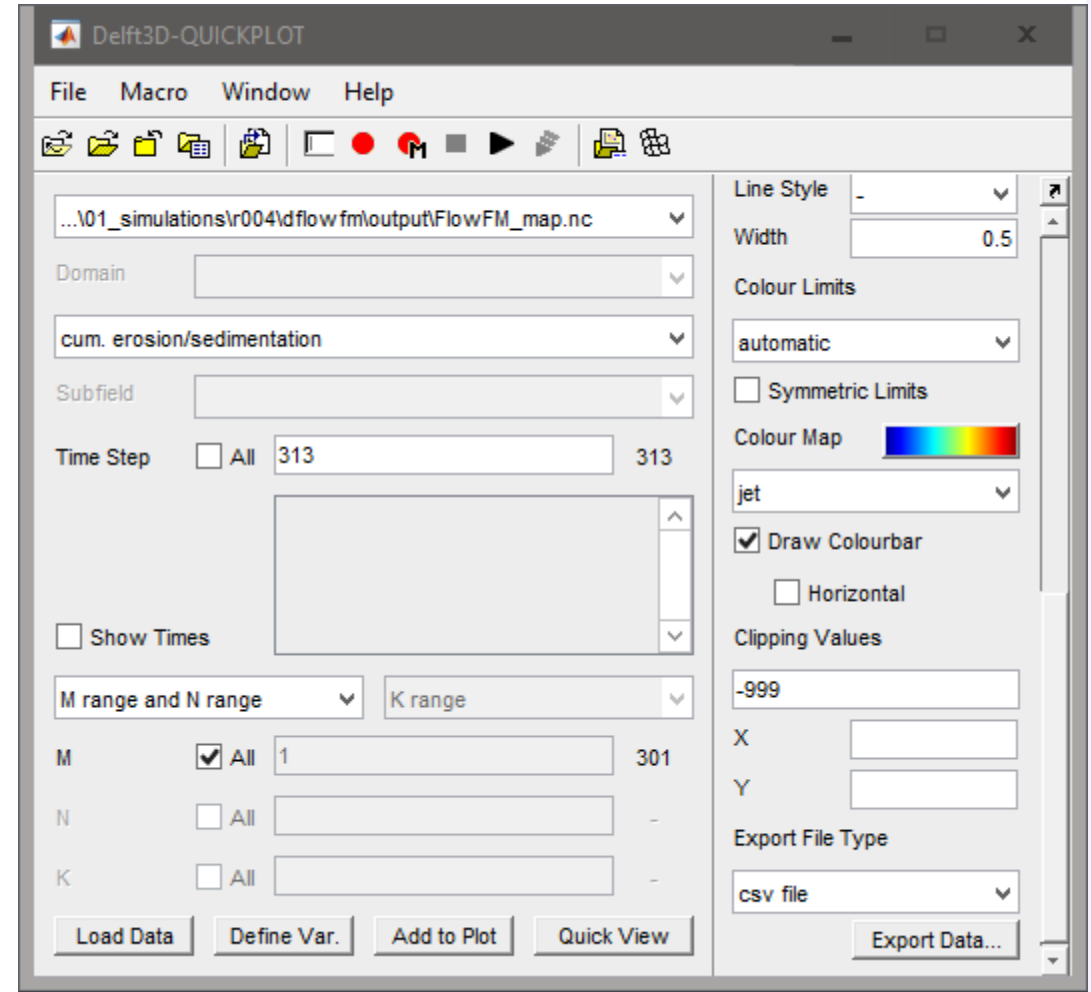 Delft3D-QUICKPLOT
File Macro Window Help
M
...\01_simulations\r004\dflowfm\output\FlowFM_map.nc
Domain
cum. erosion/sedimentation
Subfield
Time Step All 313 313
Show Times
M range and N range K range
M All 1 301
N All -
K All -
Load Data Define Var. Add to Plot Quick View
Line Style -
Width 0.5
Colour Limits
automatic
Symmetric Limits
Colour Map
jet
Draw Colourbar
Horizontal
Clipping Values
-999
X
Y
Export File Type
csv file
Export Data...